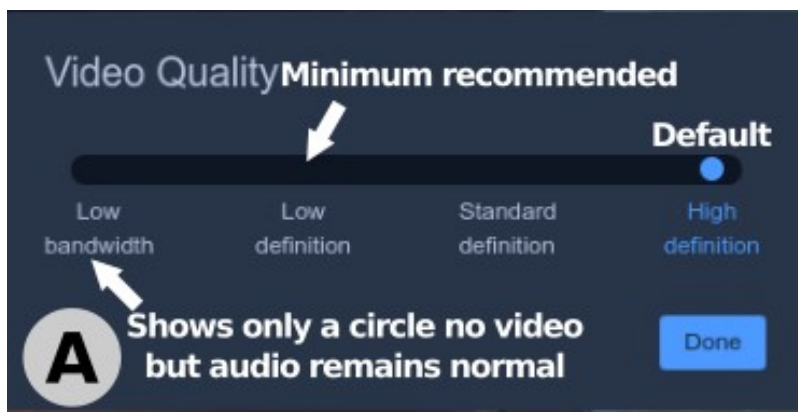 Video Quality Minimum recommended
Default
Low Low Standard High
bandwidth definition definition definition
Shows only a circle no video
A
but audio remains normal
Done